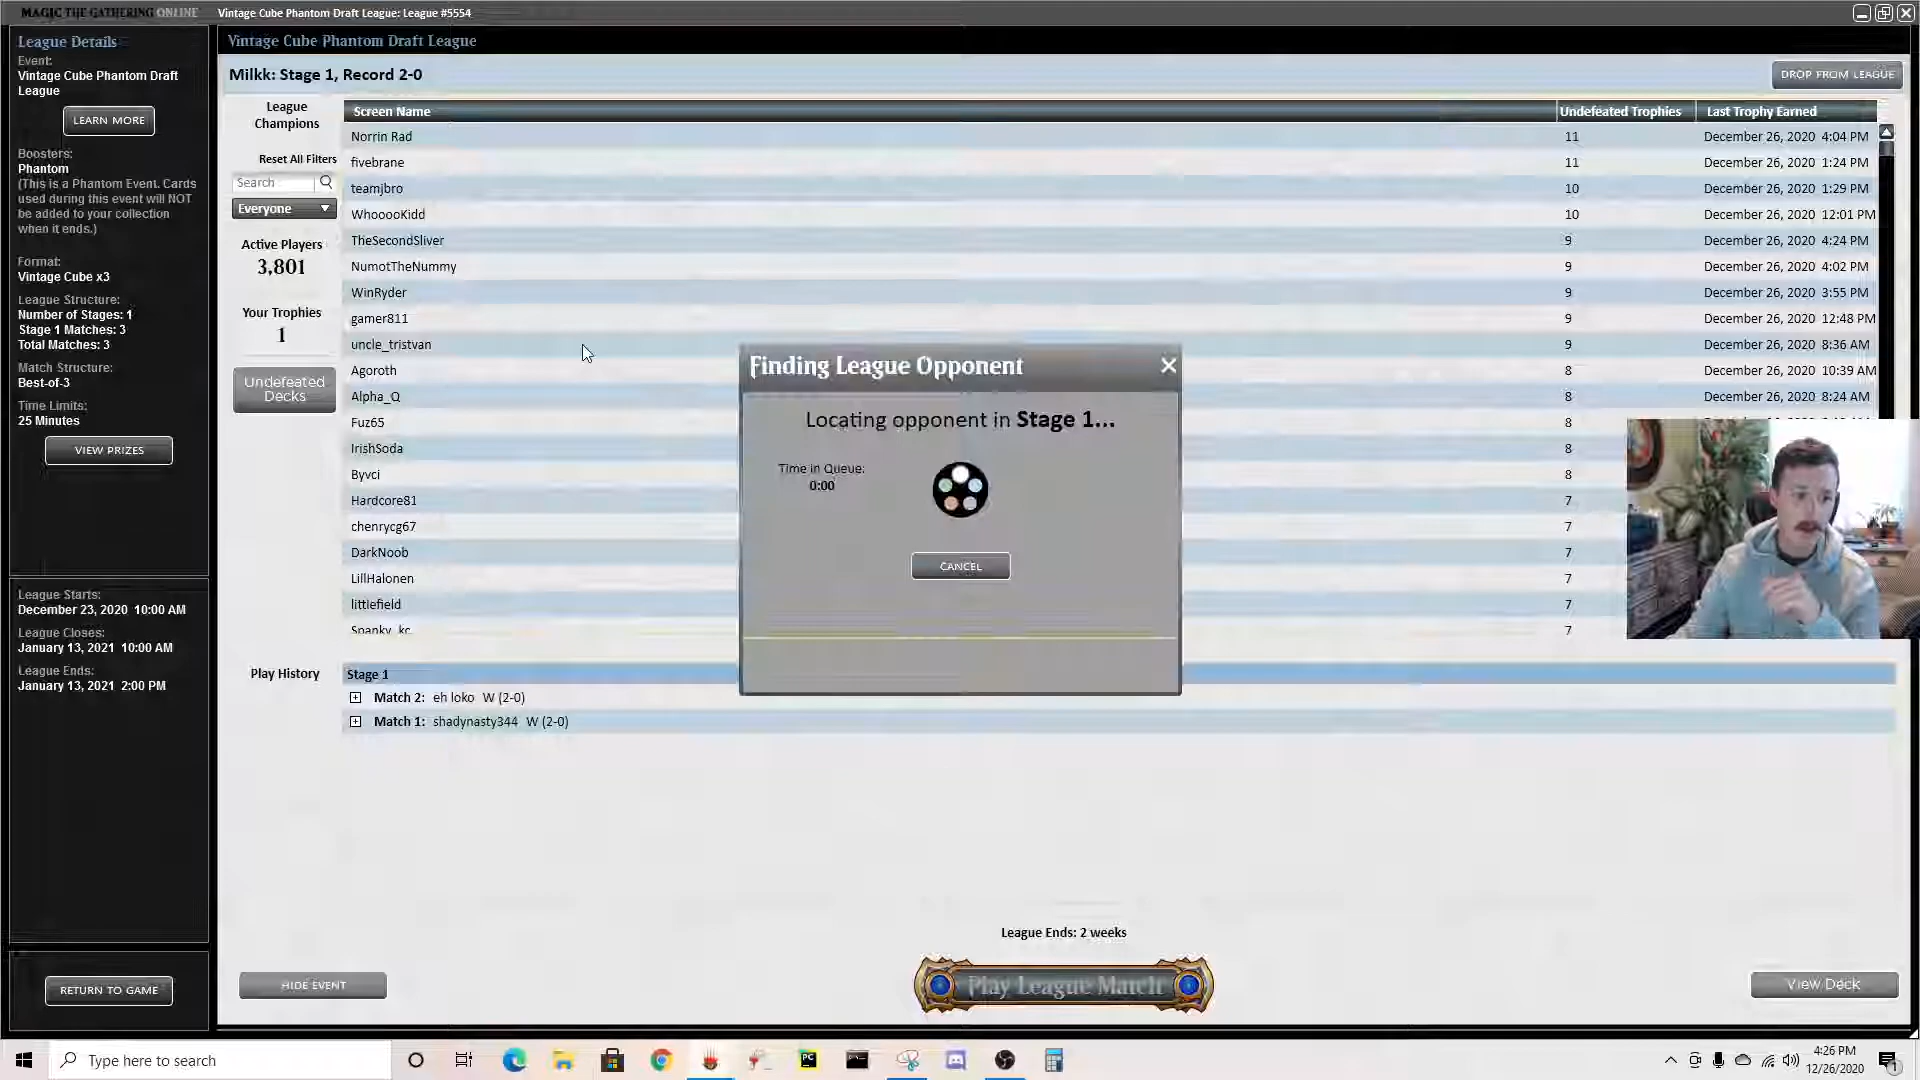 MAGIC THE GATHERING ONLINE
Vintage Cube Phantom Draft League: League #5554
League Details
Event:
Vintage Cube Phantom Draft
League
LEARN MORE
Boosters:
Phantom
(This is a Phantom Event. Cards
used during this event will NOT
be added to your collection
when it ends.)
Format:
Vintage Cube x3
League Structure:
Number of Stages: 1
Stage 1 Matches: 3
Total Matches: 3
Match Structure:
Best-of-3
Time Limits:
25 Minutes
VIEW PRIZES
League Starts:
December 23, 2020 10:00 AM
League Closes:
January 13, 2021 10:00 AM
League Ends:
January 13, 2021 2:00 PM
RETURN TO GAME
Vintage Cube Phantom Draft League
Milkk: Stage 1, Record 2-0
DROP FROM LEAGUE
League
Champions
Reset All Filters
Search
Everyone
Active Players
3,801
Your Trophies
1
Undefeated
Decks
Screen Name Undefeated Trophies Last Trophy Earned
Norrin Rad 11 December 26, 2020 4:04 PM
fivebrane 11 December 26, 2020 1:24 PM
teamjbro 10 December 26, 2020 1:29 PM
WhooooKidd 10 December 26, 2020 12:01 PM
TheSecondSliver 9 December 26, 2020 4:24 PM
NumotTheNummy 9 December 26, 2020 4:02 PM
WinRyder 9 December 26, 2020 3:55 PM
gamer811 9 December 26, 2020 12:48 PM
uncle_tristvan 9 December 26, 2020 8:36 AM
Agoroth 8 December 26, 2020 10:39 AM
Alpha_Q 8 December 26, 2020 8:24 AM
Fuz65 8
IrishSoda 8
Byvci 8
Hardcore81 7
chenrycg67 7
DarkNoob 7
LillHalonen 7
littlefield 7
Spanky_kc 7
Finding League Opponent
Locating opponent in Stage 1...
Time in Queue:
0:00
CANCEL
Play History
Stage 1
Match 2: eh loko W (2-0)
Match 1: shadynasty344 W (2-0)
League Ends: 2 weeks
HIDE EVENT
Play League Match
View Deck
Type here to search
PC
4:26 PM
12/26/2020
1